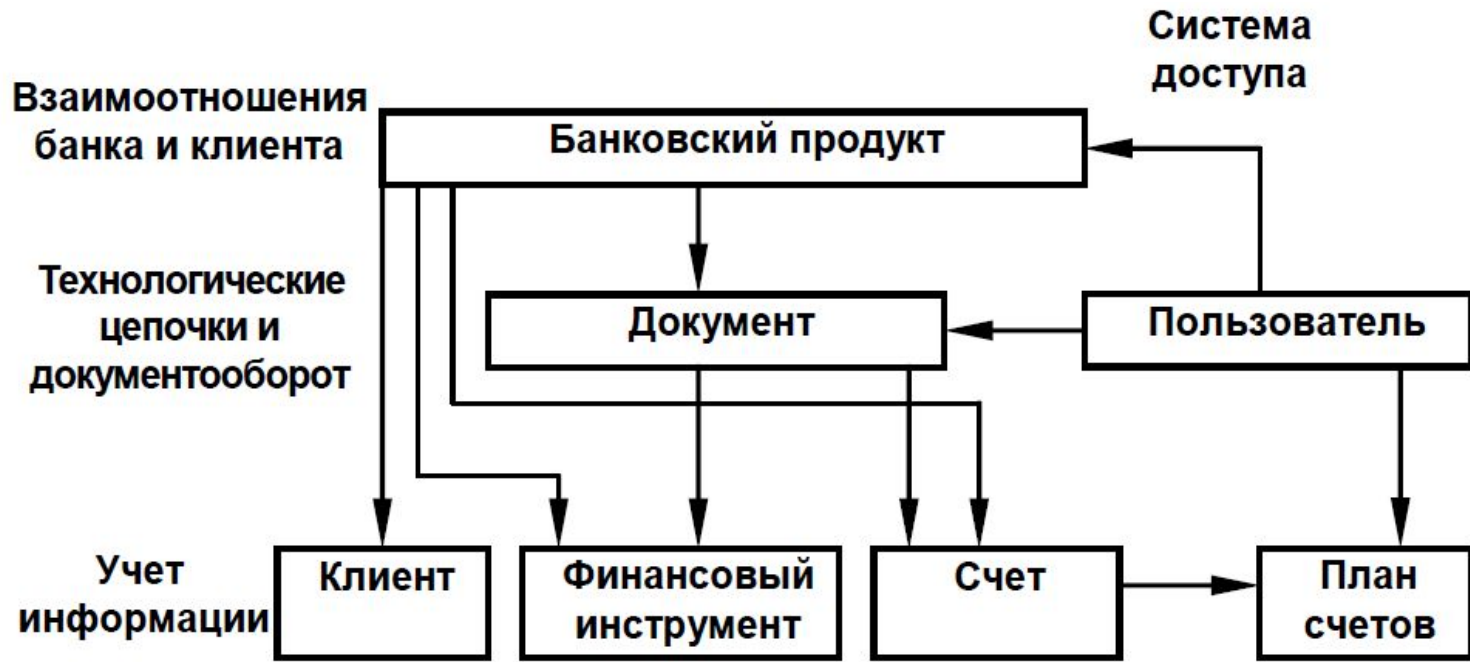 Система
доступа
Взаимоотношения
банка и клиента
Банковский продукт
Технологические
цепочки и
документооборот
Документ
Пользователь
Учет
информации
Клиент
Финансовый
инструмент
Счет
План
счетов